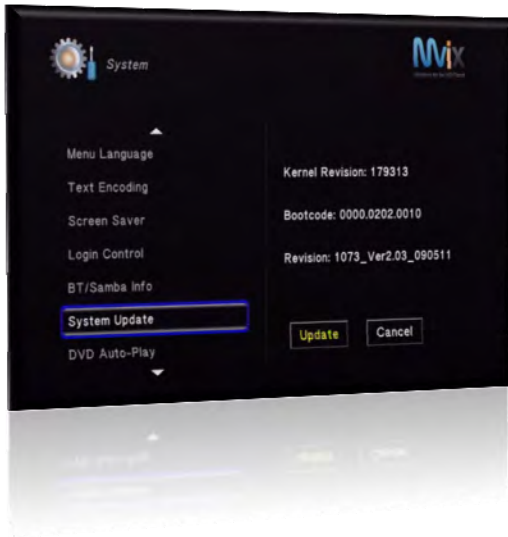 System
Mvix
Menu Language
Text Encoding
Screen Saver
Login Control
BT/Samba Info
System Update
DVD Auto-Play
Kernel Revision: 179313
Bootcode: 0000.0202.0010
Revision: 1073_Ver2.03_090511
Update
Cancel